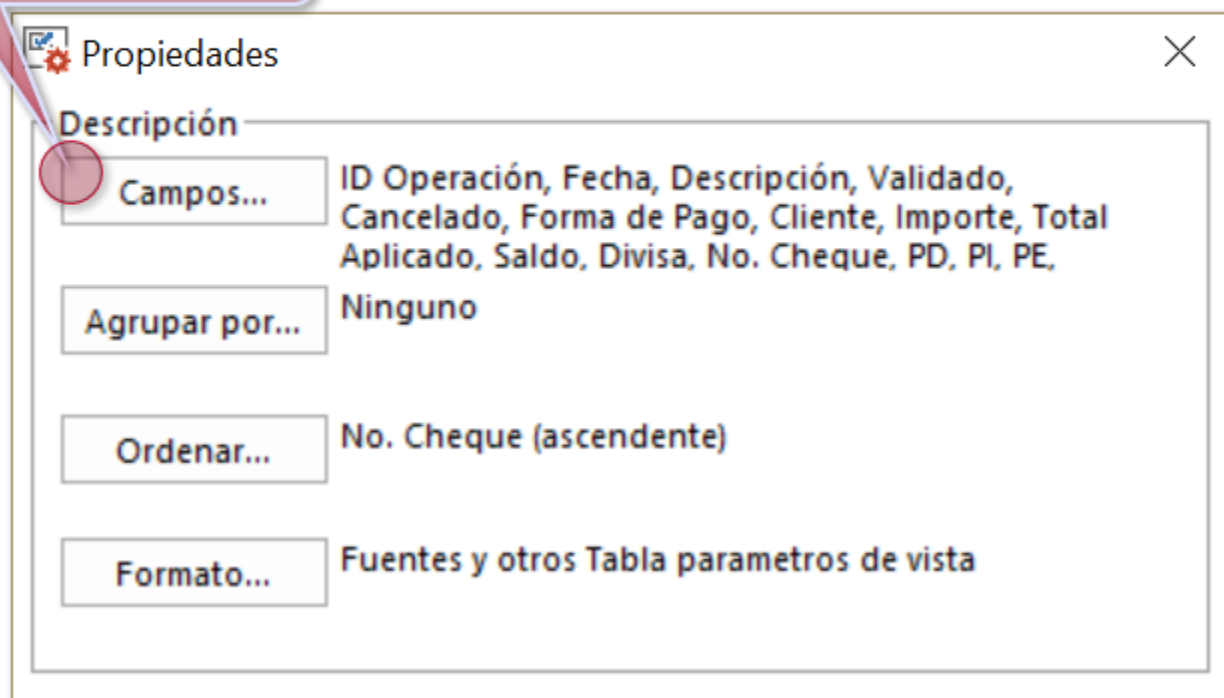 Propiedades
Descripción
Campos...
ID Operación, Fecha, Descripción, Validado,
Cancelado, Forma de Pago, Cliente, Importe, Total
Aplicado, Saldo, Divisa, No. Cheque, PD, PI, PE,
Agrupar por...
Ninguno
Ordenar...
No. Cheque (ascendente)
Formato...
Fuentes y otros Tabla parametros de vista